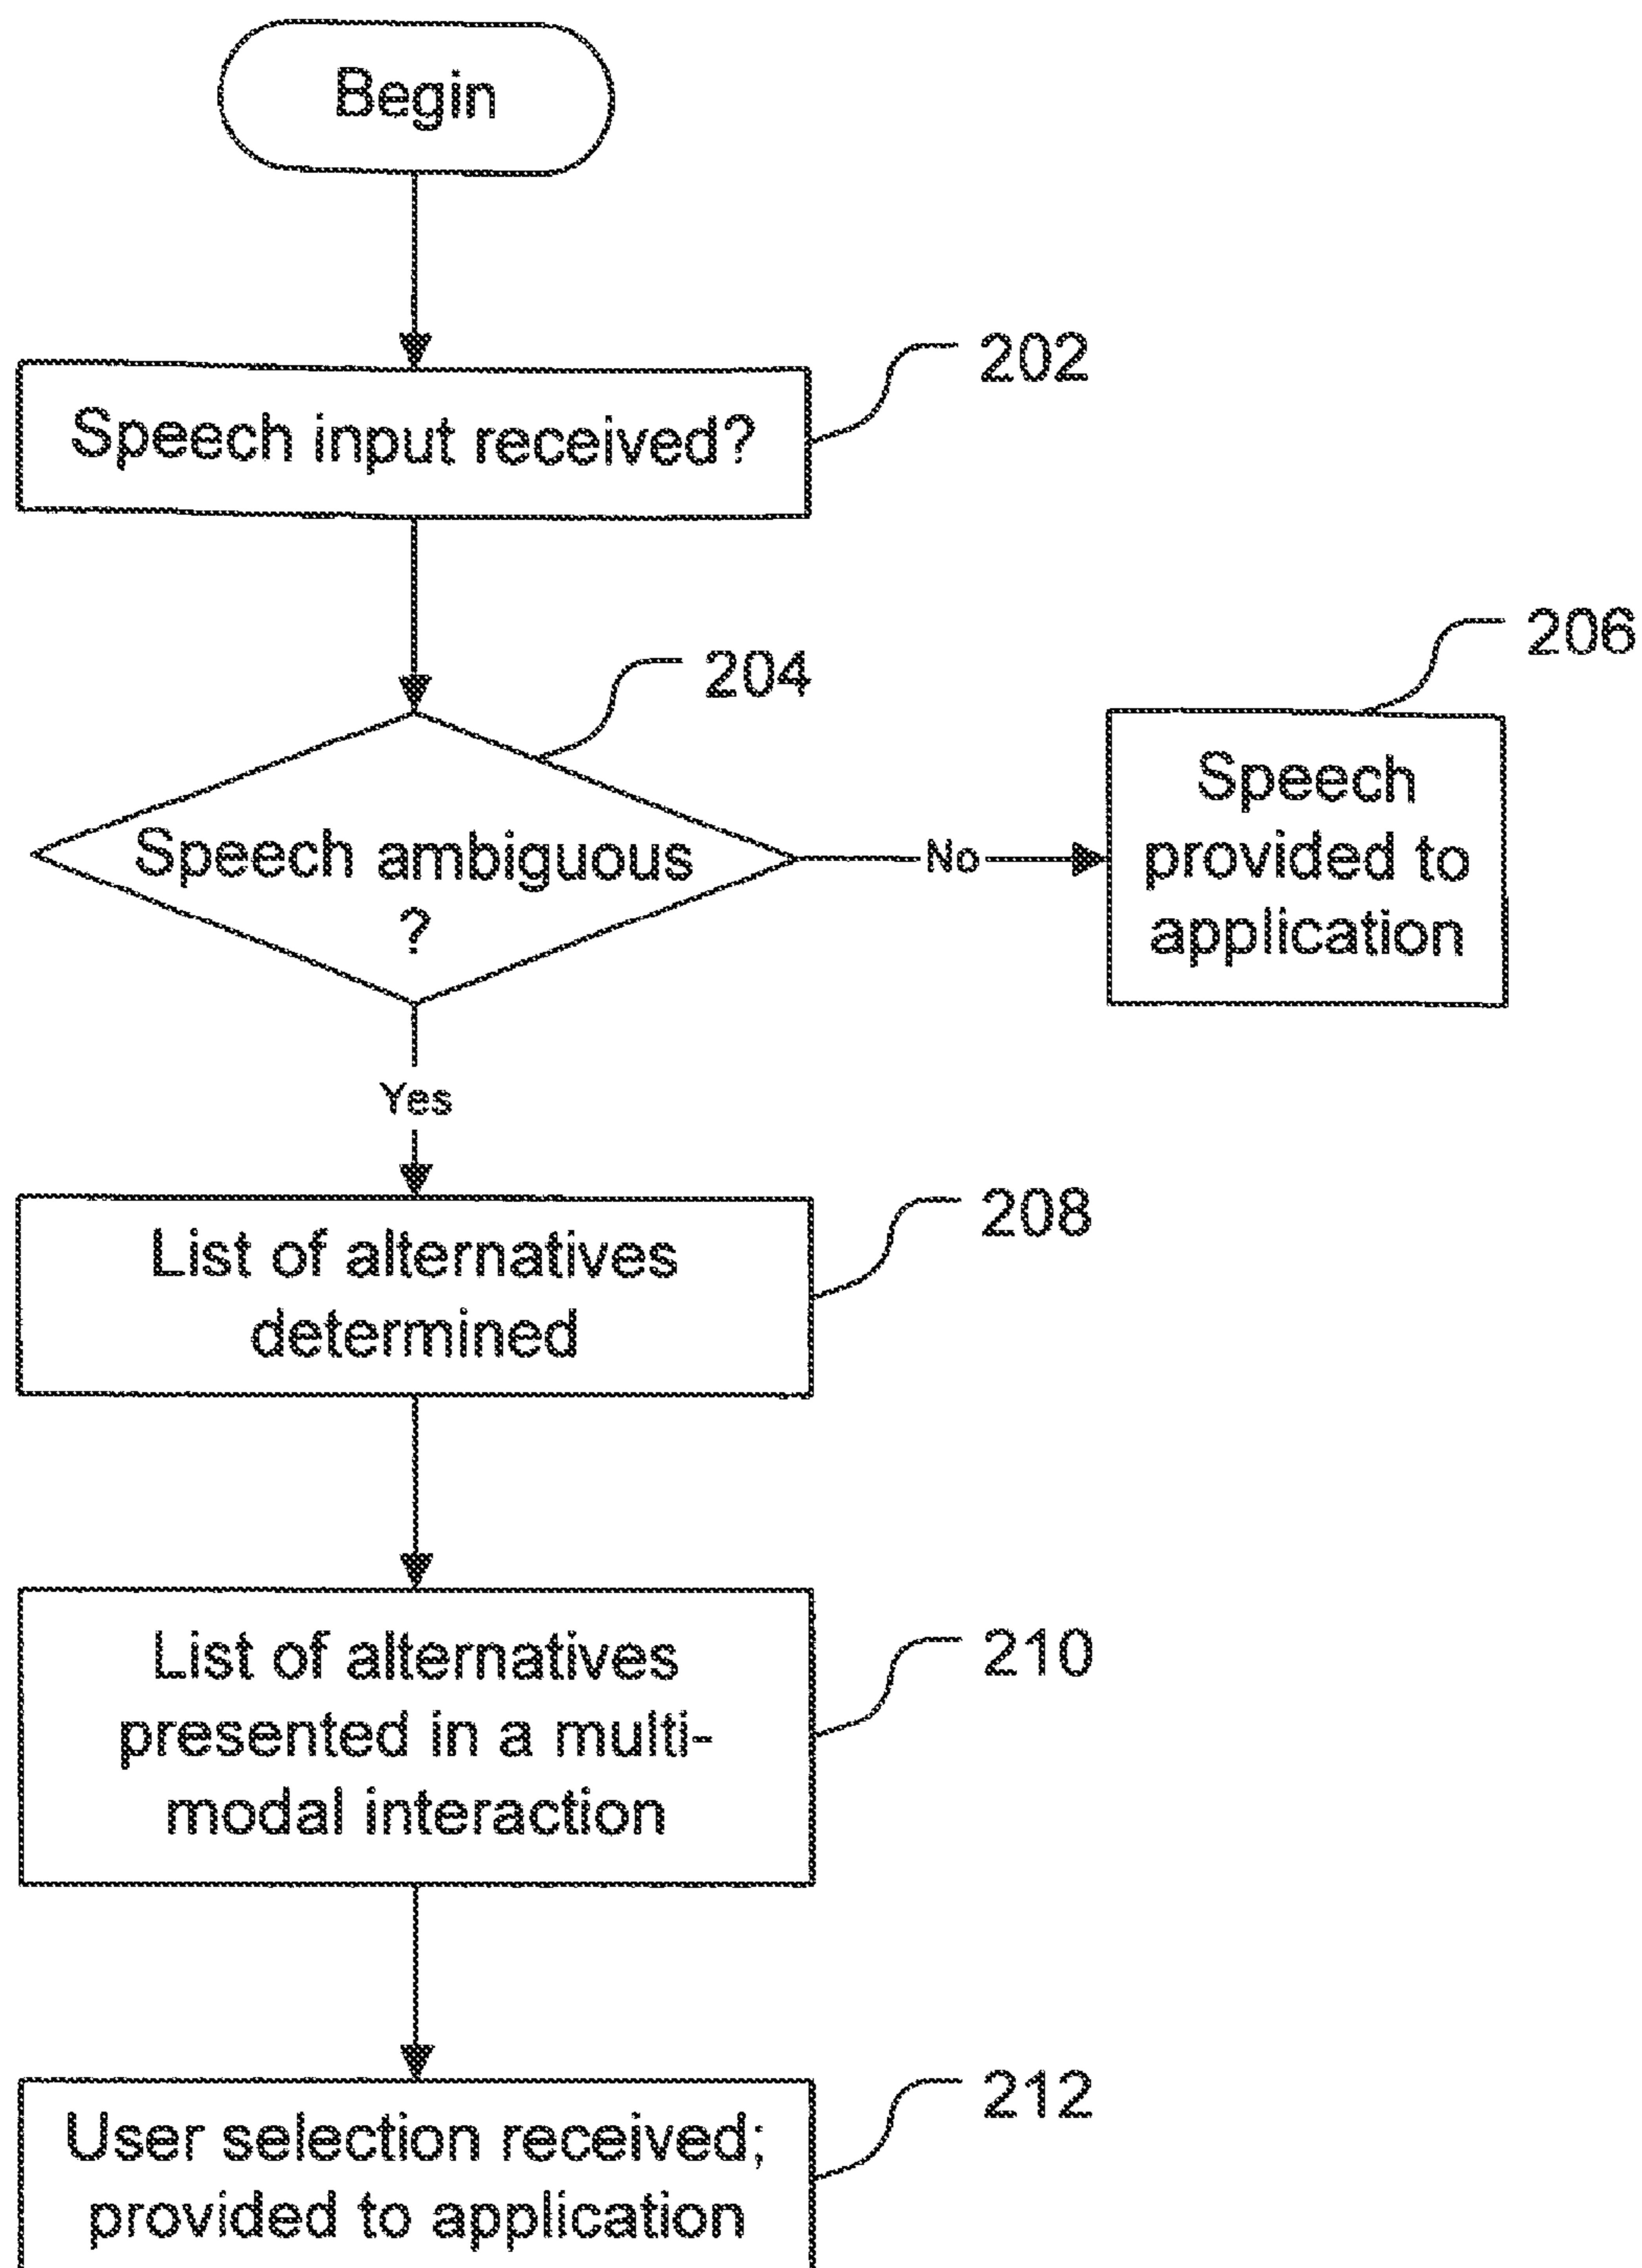 Begin
202
Speech input received?
204
206
Speech ambiguous
?
No
Speech
provided to
application
Yes
208
List of alternatives
determined
210
List of alternatives
presented in a multi-
modal interaction
212
User selection received;
provided to application